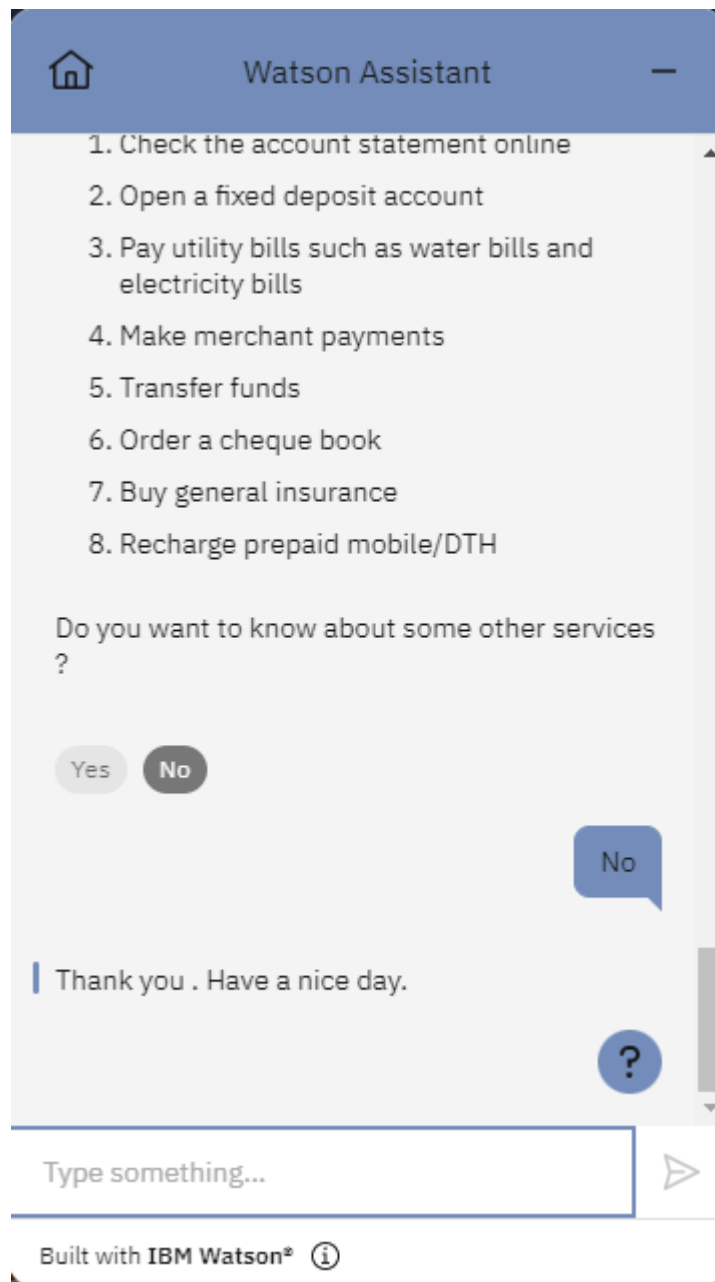 Watson Assistant
1. Check the account statement online
2. Open a fixed deposit account
3. Pay utility bills such as water bills and
electricity bills
4. Make merchant payments
5. Transfer funds
6. Order a cheque book
7. Buy general insurance
8. Recharge prepaid mobile/DTH
Do you want to know about some other services
?
Yes No
No
Thank you . Have a nice day.
?
Type something...
Built with IBM Watson®